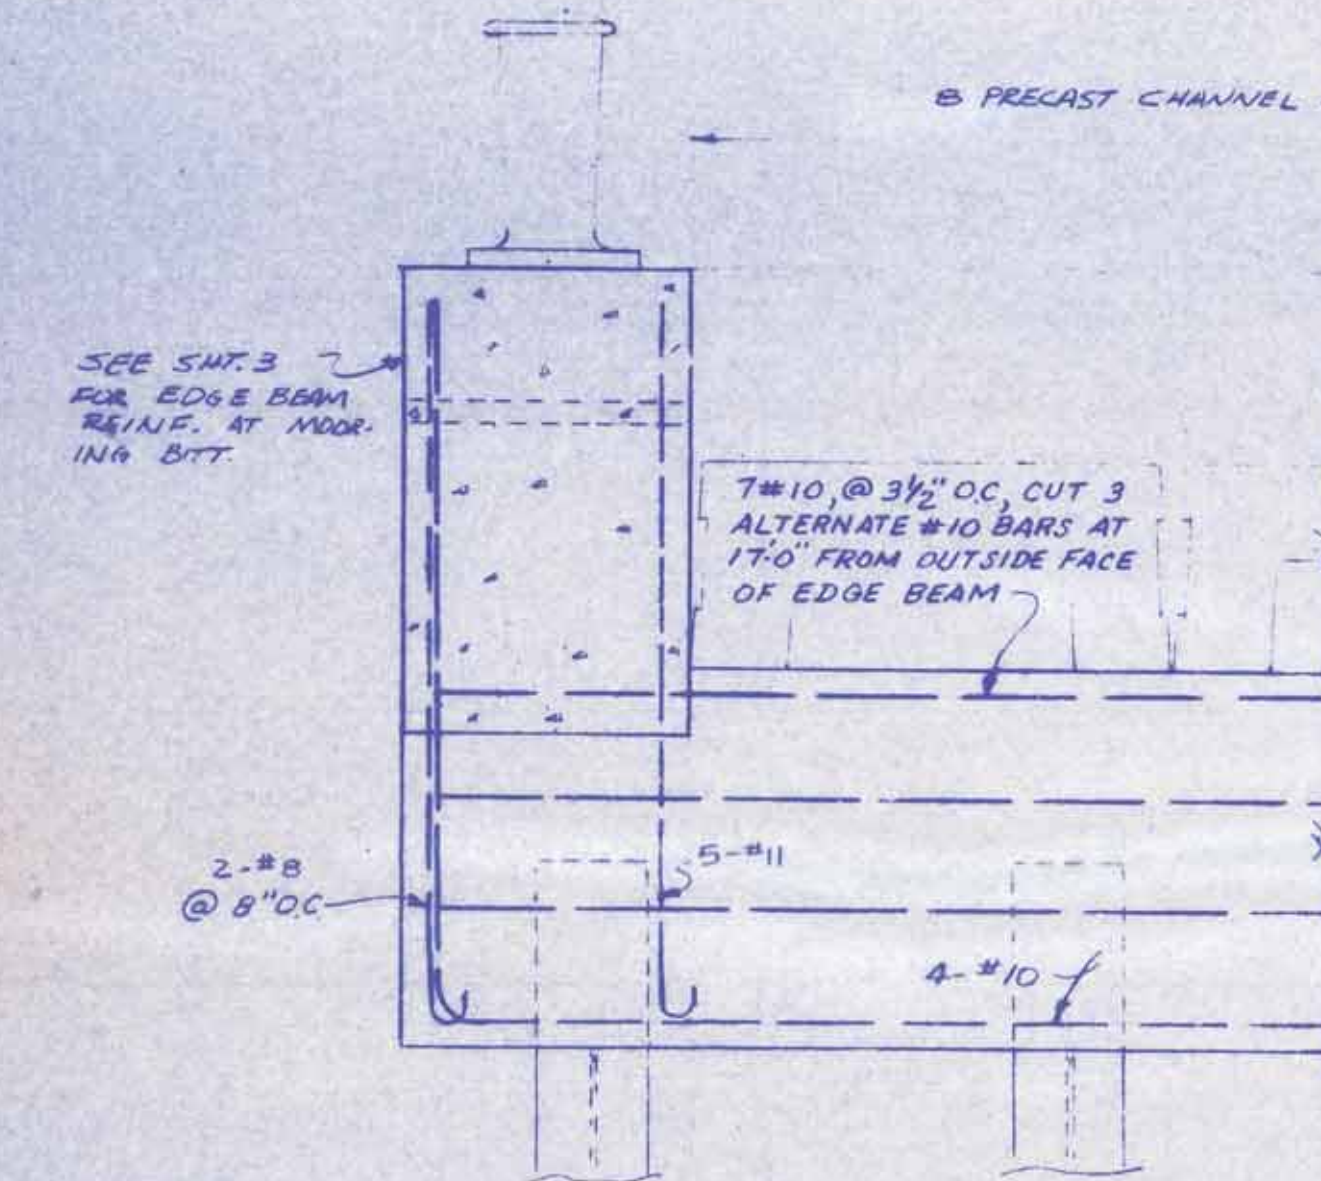 8 PRECAST CHANNEL
SEE SHT. 3
FOR EDGE BEAM
REINF. AT MOOR-
ING BITT.
7#10, @ 3½" O.C., CUT 3
ALTERNATE #10 BARS AT
17'-0" FROM OUTSIDE FACE
OF EDGE BEAM
2-#8
@ 8" O.C.
5-#11
4-#10